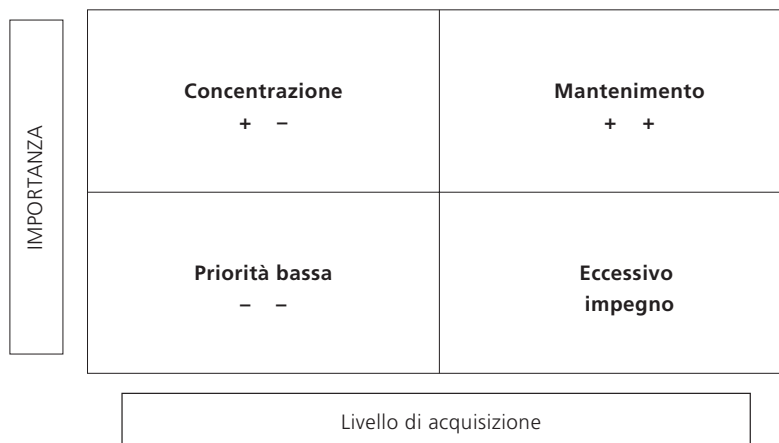 IMPORTANZA
Concentrazione
+ –
Mantenimento
+ +
Priorità bassa
– –
Eccessivo
impegno
Livello di acquisizione